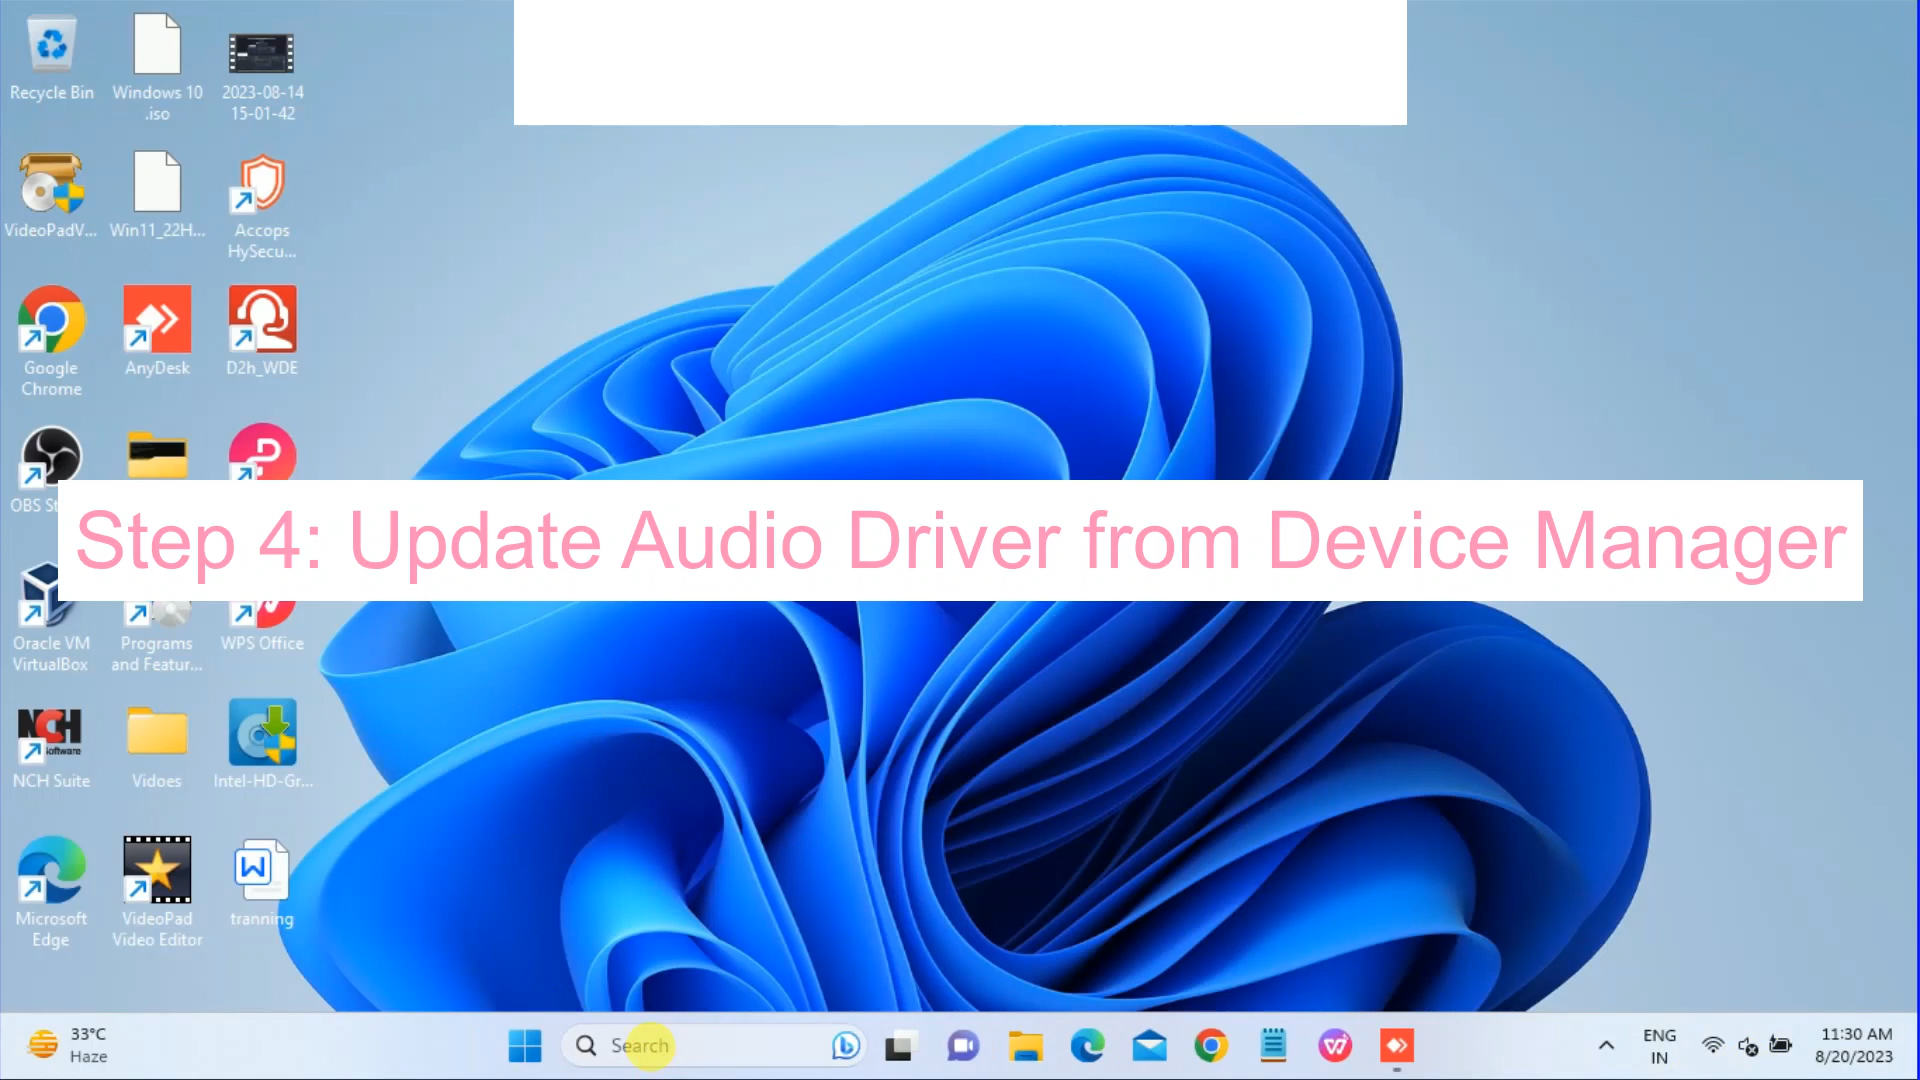 Recycle Bin
Windows 10
.iso
2023-08-14
15-01-42
VideoPadV...
Win11_22H...
Accops
HySecu...
Google
Chrome
AnyDesk
D2h_WDE
OBS St
Step 4: Update Audio Driver from Device Manager
Oracle VM
VirtualBox
Programs
and Featur...
WPS Office
NCH
Software
NCH Suite
Vidoes
Intel-HD-Gr...
Microsoft
Edge
VideoPad
Video Editor
tranning
33°C
Haze
Search
ENG
IN
11:30 AM
8/20/2023